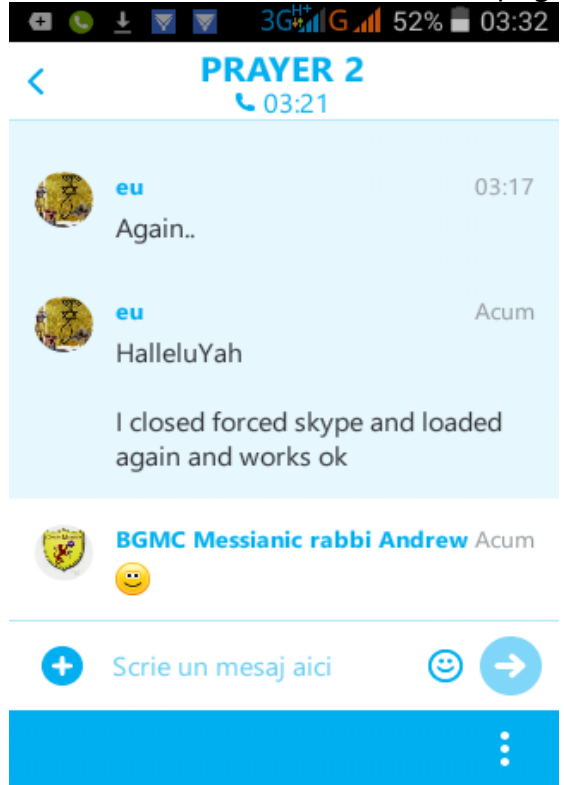 3G H+ G 52% 03:32
PRAYER 2
03:21
eu 03:17
Again..
eu Acum
HalleluYah
I closed forced skype and loaded
again and works ok
BGMC Messianic rabbi Andrew Acum
Scrie un mesaj aici